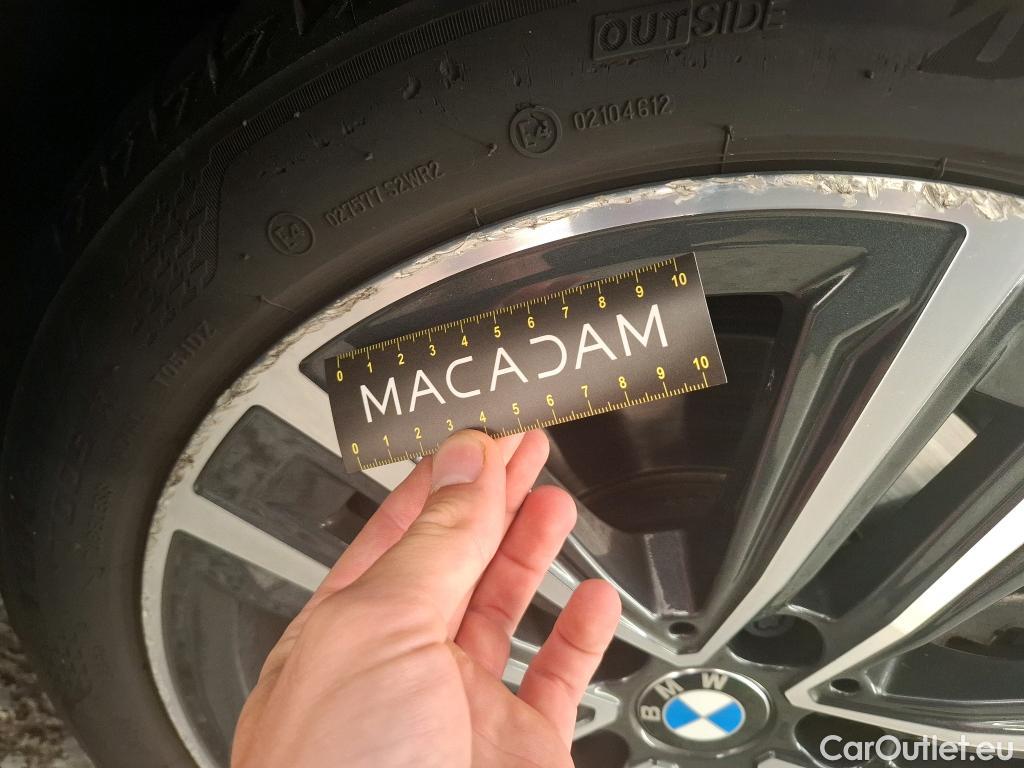 OUTSIDE
E4 02104612
E4 027577 S2WR2
0 1 2 3 4 5 6 7 8 9 10
MACADAM
0 1 2 3 4 5 6 7 8 9 10
BMW
CarOutlet.eu